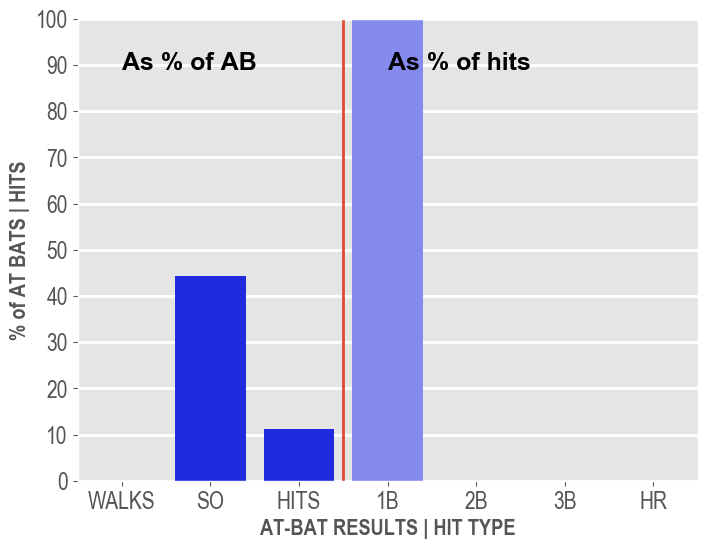 100
90
80
70
60
50
40
30
20
10
0
% of AT BATS | HITS
As % of AB
As % of hits
WALKS SO HITS 1B 2B 3B HR
AT-BAT RESULTS | HIT TYPE